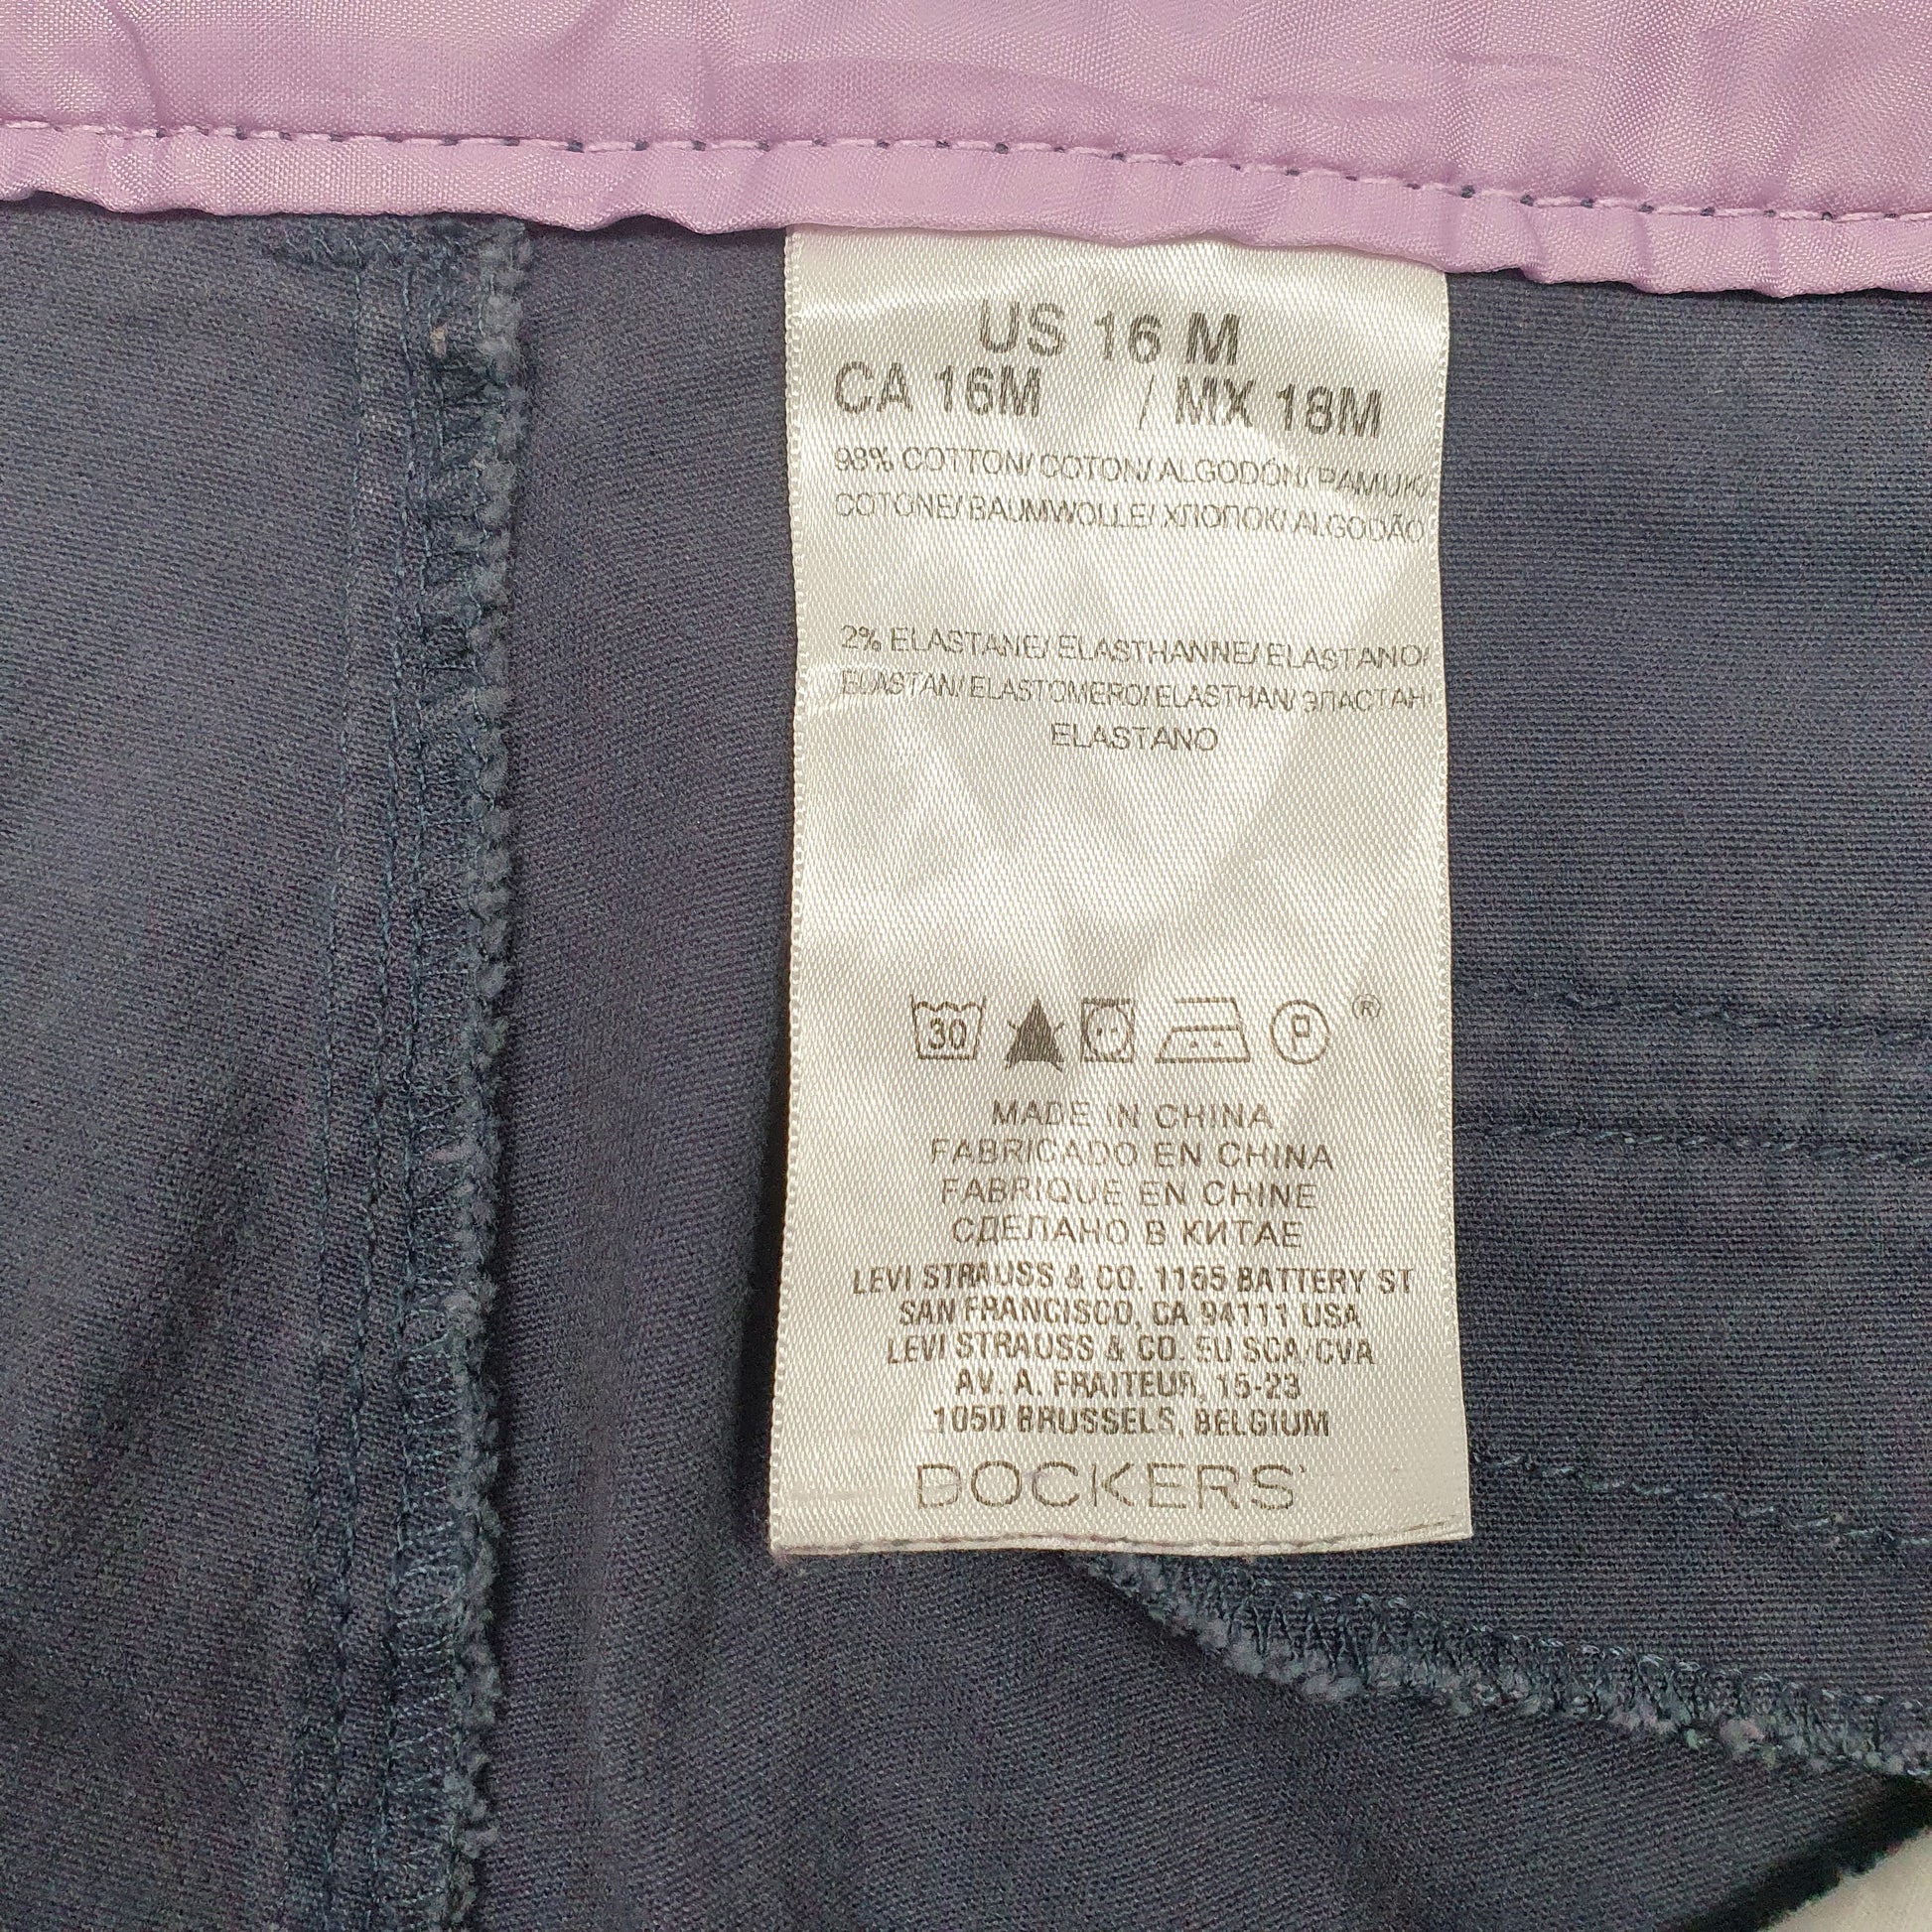 US 16 M
CA 16M / MX 18M
98% COTTON/ COTON/ ALGODÓN/ PAMUK/
COTONE/ BAUMWOLLE/ ХЛОПОК/ ALGODÃO
2% ELASTANE/ ELASTHANNE/ ELASTANO/
ELASTAN/ ELASTOMERO/ ELASTHAN/ ЭЛАСТАН/
ELASTANO
30 P ®
MADE IN CHINA
FABRICADO EN CHINA
FABRIQUE EN CHINE
СДЕЛАНО В КИТАЕ
LEVI STRAUSS & CO. 1155 BATTERY ST
SAN FRANCISCO, CA 94111 USA
LEVI STRAUSS & CO. EU SCA/CVA
AV. A. FRAITEUR, 15-23
1050 BRUSSELS, BELGIUM
DOCKERS